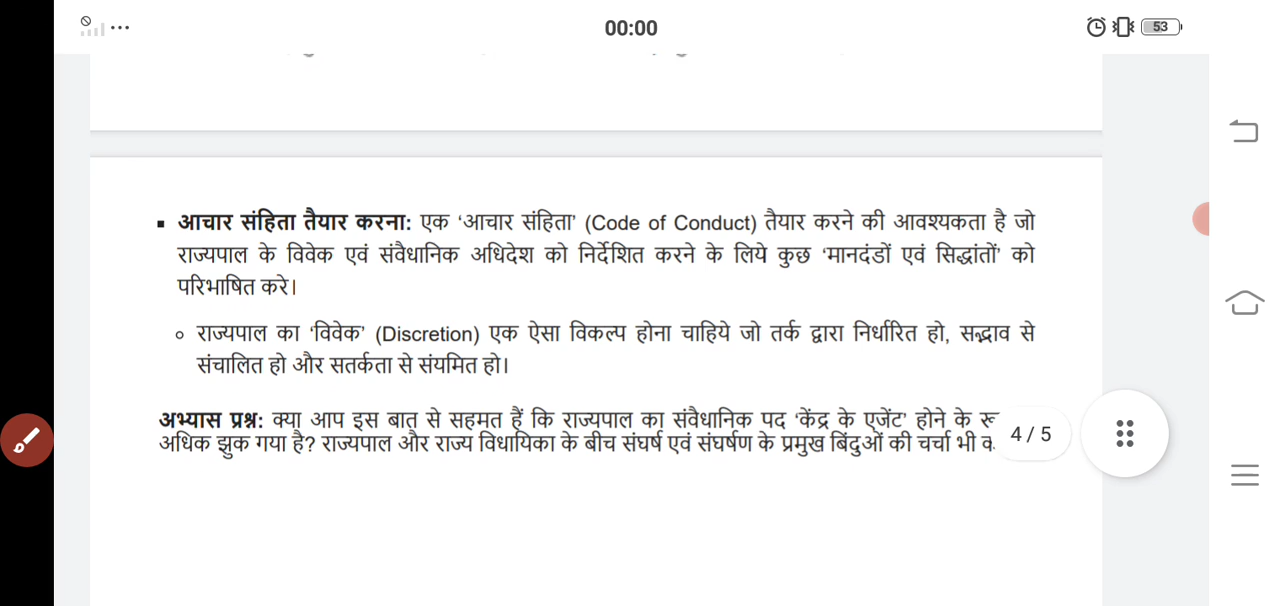 00:00
53
▪ आचार संहिता तैयार करना: एक ‘आचार संहिता’ (Code of Conduct) तैयार करने की आवश्यकता है जो
राज्यपाल के विवेक एवं संवैधानिक अधिदेश को निर्देशित करने के लिये कुछ ‘मानदंडों एवं सिद्धांतों’ को
परिभाषित करे।
○ राज्यपाल का ‘विवेक’ (Discretion) एक ऐसा विकल्प होना चाहिये जो तर्क द्वारा निर्धारित हो, सद्भाव से
संचालित हो और सतर्कता से संयमित हो।
अभ्यास प्रश्न: क्या आप इस बात से सहमत हैं कि राज्यपाल का संवैधानिक पद ‘केंद्र के एजेंट’ होने के
अधिक झुक गया है? राज्यपाल और राज्य विधायिका के बीच संघर्ष एवं संघर्षण के प्रमुख बिंदुओं की चर्चा भी
4 / 5